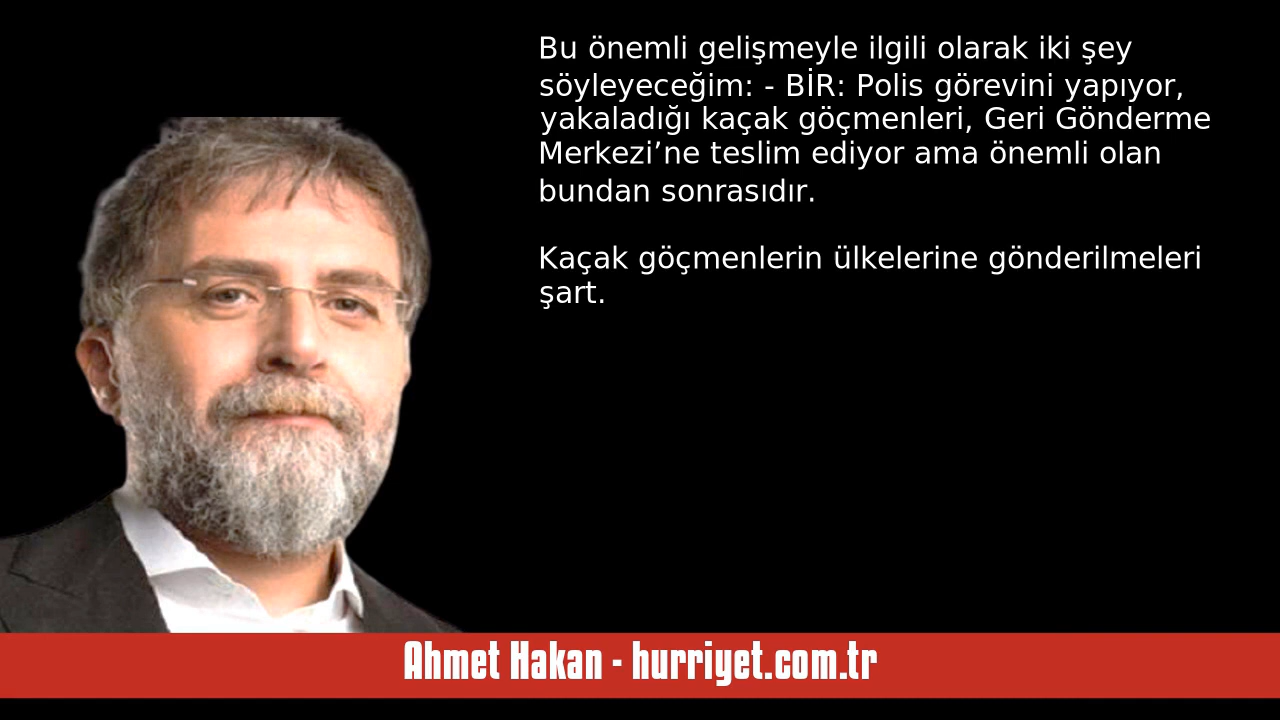 Bu önemli gelişmeyle ilgili olarak iki şey
söyleyeceğim: - BİR: Polis görevini yapıyor,
yakaladığı kaçak göçmenleri, Geri Gönderme
Merkezi’ne teslim ediyor ama önemli olan
bundan sonrasıdır.
Kaçak göçmenlerin ülkelerine gönderilmeleri
şart.
Ahmet Hakan - hurriyet.com.tr